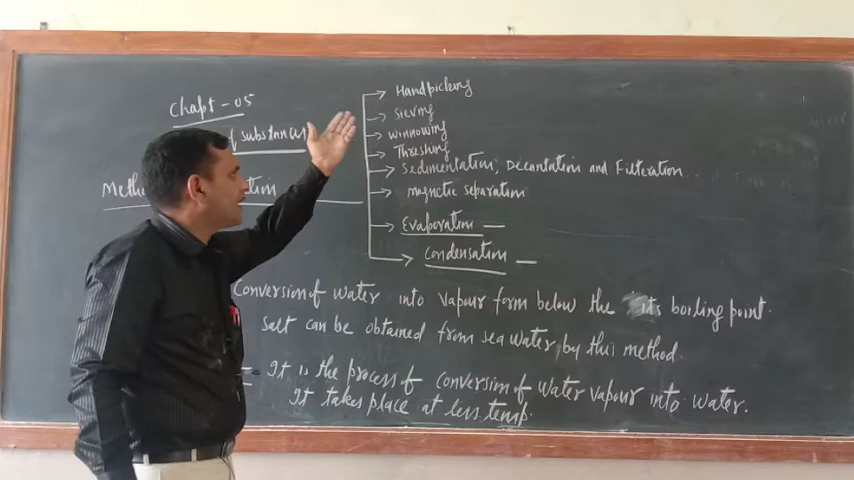 Chapt - 05
f substances
Meth tion
Handpicking
Sieving
Winnowing
Threshing
Sedimentation, Decantation and Filteration
magnetic separation
Evaporation —
Condensation —
Conversion of water into vapour form below the its boiling point.
Salt can be obtained from sea water, by this method.
= It is the process of conversion of water vapour into water.
It takes place at less temp.